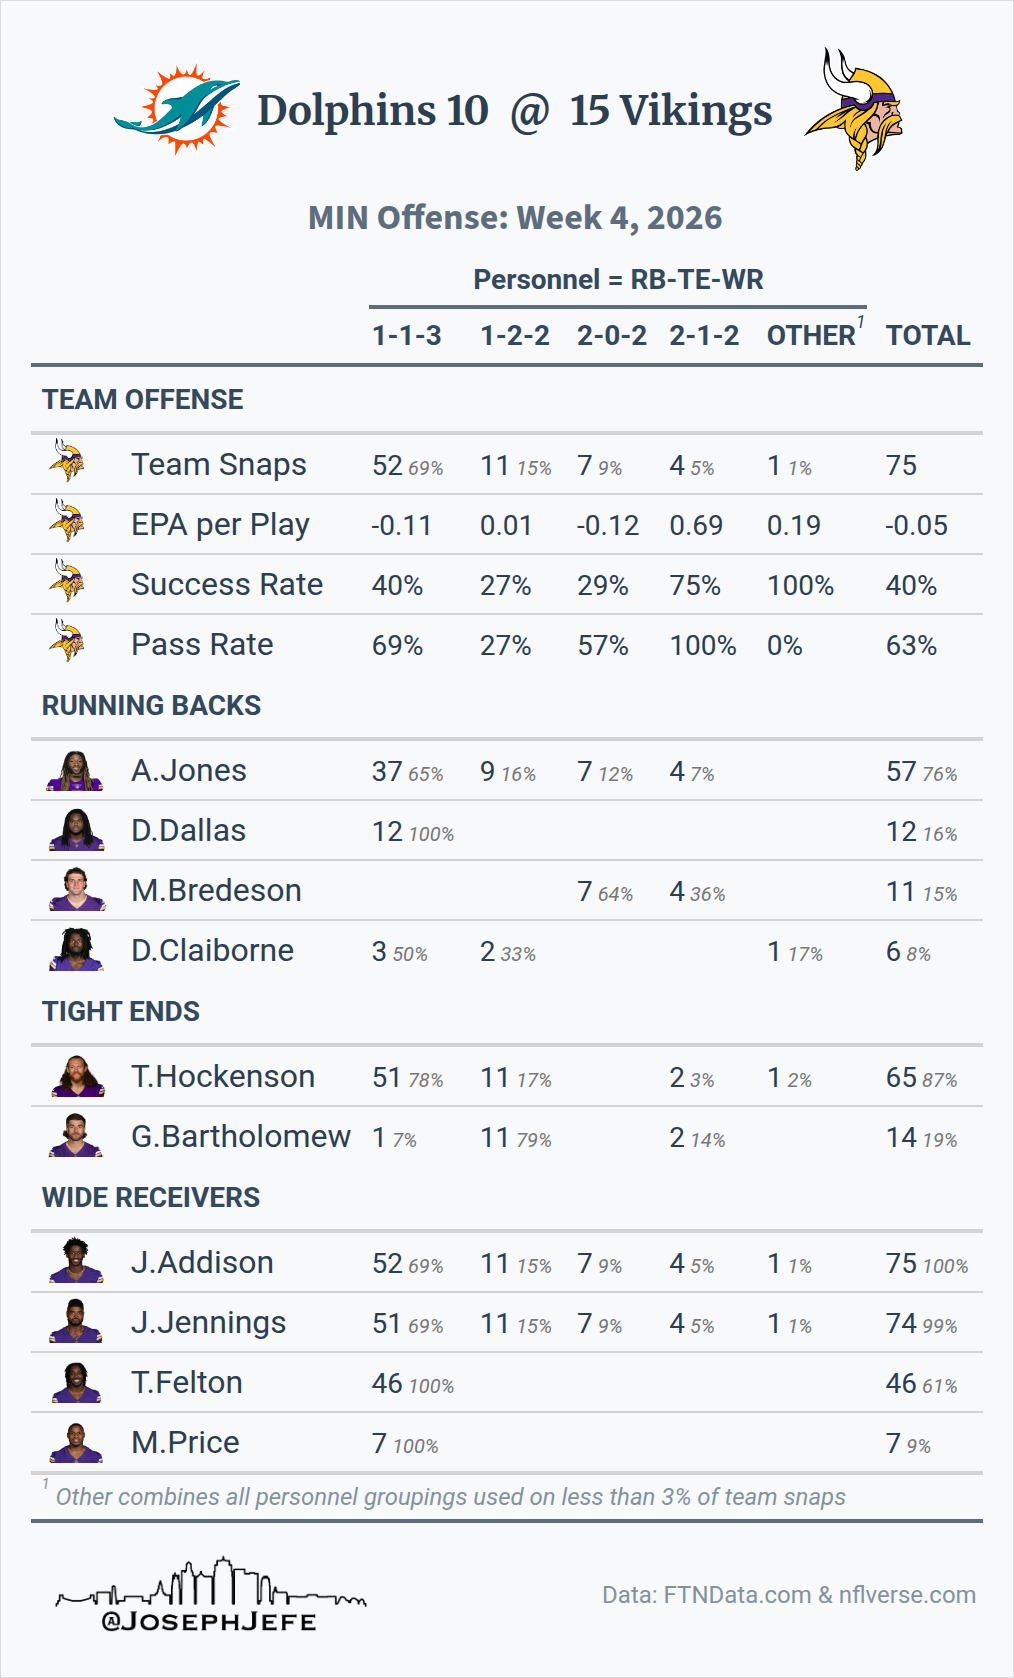 Dolphins 10 @ 15 Vikings
MIN Offense: Week 4, 2026
Personnel = RB-TE-WR
1-1-3 1-2-2 2-0-2 2-1-2 OTHER1 TOTAL
TEAM OFFENSE
Team Snaps 52 69% 11 15% 7 9% 4 5% 1 1% 75
EPA per Play -0.11 0.01 -0.12 0.69 0.19 -0.05
Success Rate 40% 27% 29% 75% 100% 40%
Pass Rate 69% 27% 57% 100% 0% 63%
RUNNING BACKS
A.Jones 37 65% 9 16% 7 12% 4 7% 57 76%
D.Dallas 12 100% 12 16%
M.Bredeson 7 64% 4 36% 11 15%
D.Claiborne 3 50% 2 33% 1 17% 6 8%
TIGHT ENDS
T.Hockenson 51 78% 11 17% 2 3% 1 2% 65 87%
G.Bartholomew 1 7% 11 79% 2 14% 14 19%
WIDE RECEIVERS
J.Addison 52 69% 11 15% 7 9% 4 5% 1 1% 75 100%
J.Jennings 51 69% 11 15% 7 9% 4 5% 1 1% 74 99%
T.Felton 46 100% 46 61%
M.Price 7 100% 7 9%
1 Other combines all personnel groupings used on less than 3% of team snaps
@JosephJefe
Data: FTNData.com & nflverse.com